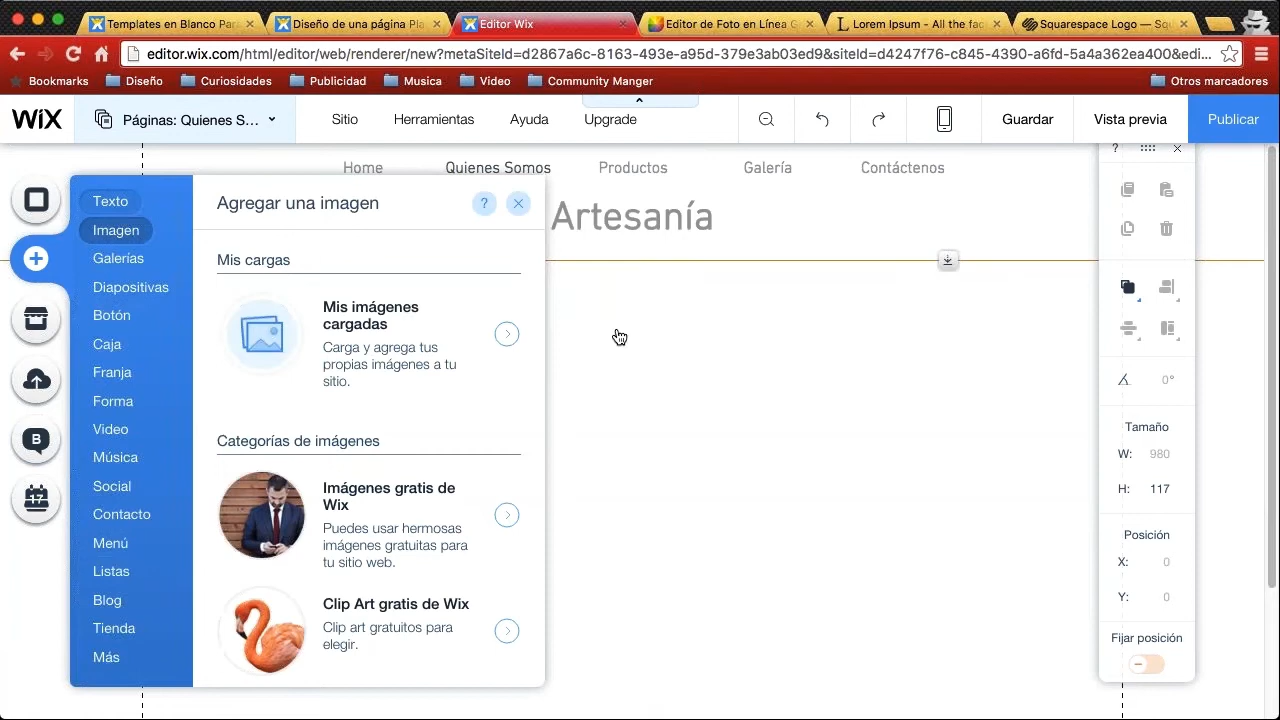 Templates en Blanco Para
Diseño de una página Pla
Editor Wix
Editor de Foto en Línea G
Lorem Ipsum - All the fac
Squarespace Logo — Sa
editor.wix.com/html/editor/web/renderer/new?metaSiteId=d2867a6c-8163-493e-a95d-3793ab03ed9&siteId=d4247f76-c845-4390-a6fd-5a4a362ea400&edi...
Bookmarks
Diseño
Curiosidades
Publicidad
Musica
Video
Community Manger
Otros marcadores
WiX
Páginas: Quienes S...
Sitio
Herramientas
Ayuda
Upgrade
Guardar
Vista previa
Publicar
Home
Quienes Somos
Productos
Galería
Contáctenos
Artesanía
Texto
Imagen
Galerías
Diapositivas
Botón
Caja
Franja
Forma
Video
Música
Social
Contacto
Menú
Listas
Blog
Tienda
Más
Agregar una imagen
?
Mis cargas
Mis imágenes
cargadas
Carga y agrega tus
propias imágenes a tu
sitio.
Categorías de imágenes
Imágenes gratis de
Wix
Puedes usar hermosas
imágenes gratuitas para
tu sitio web.
Clip Art gratis de Wix
Clip art gratuitos para
elegir.
B
17
?
0°
Tamaño
W: 980
H: 117
Posición
X: 0
Y: 0
Fijar posición